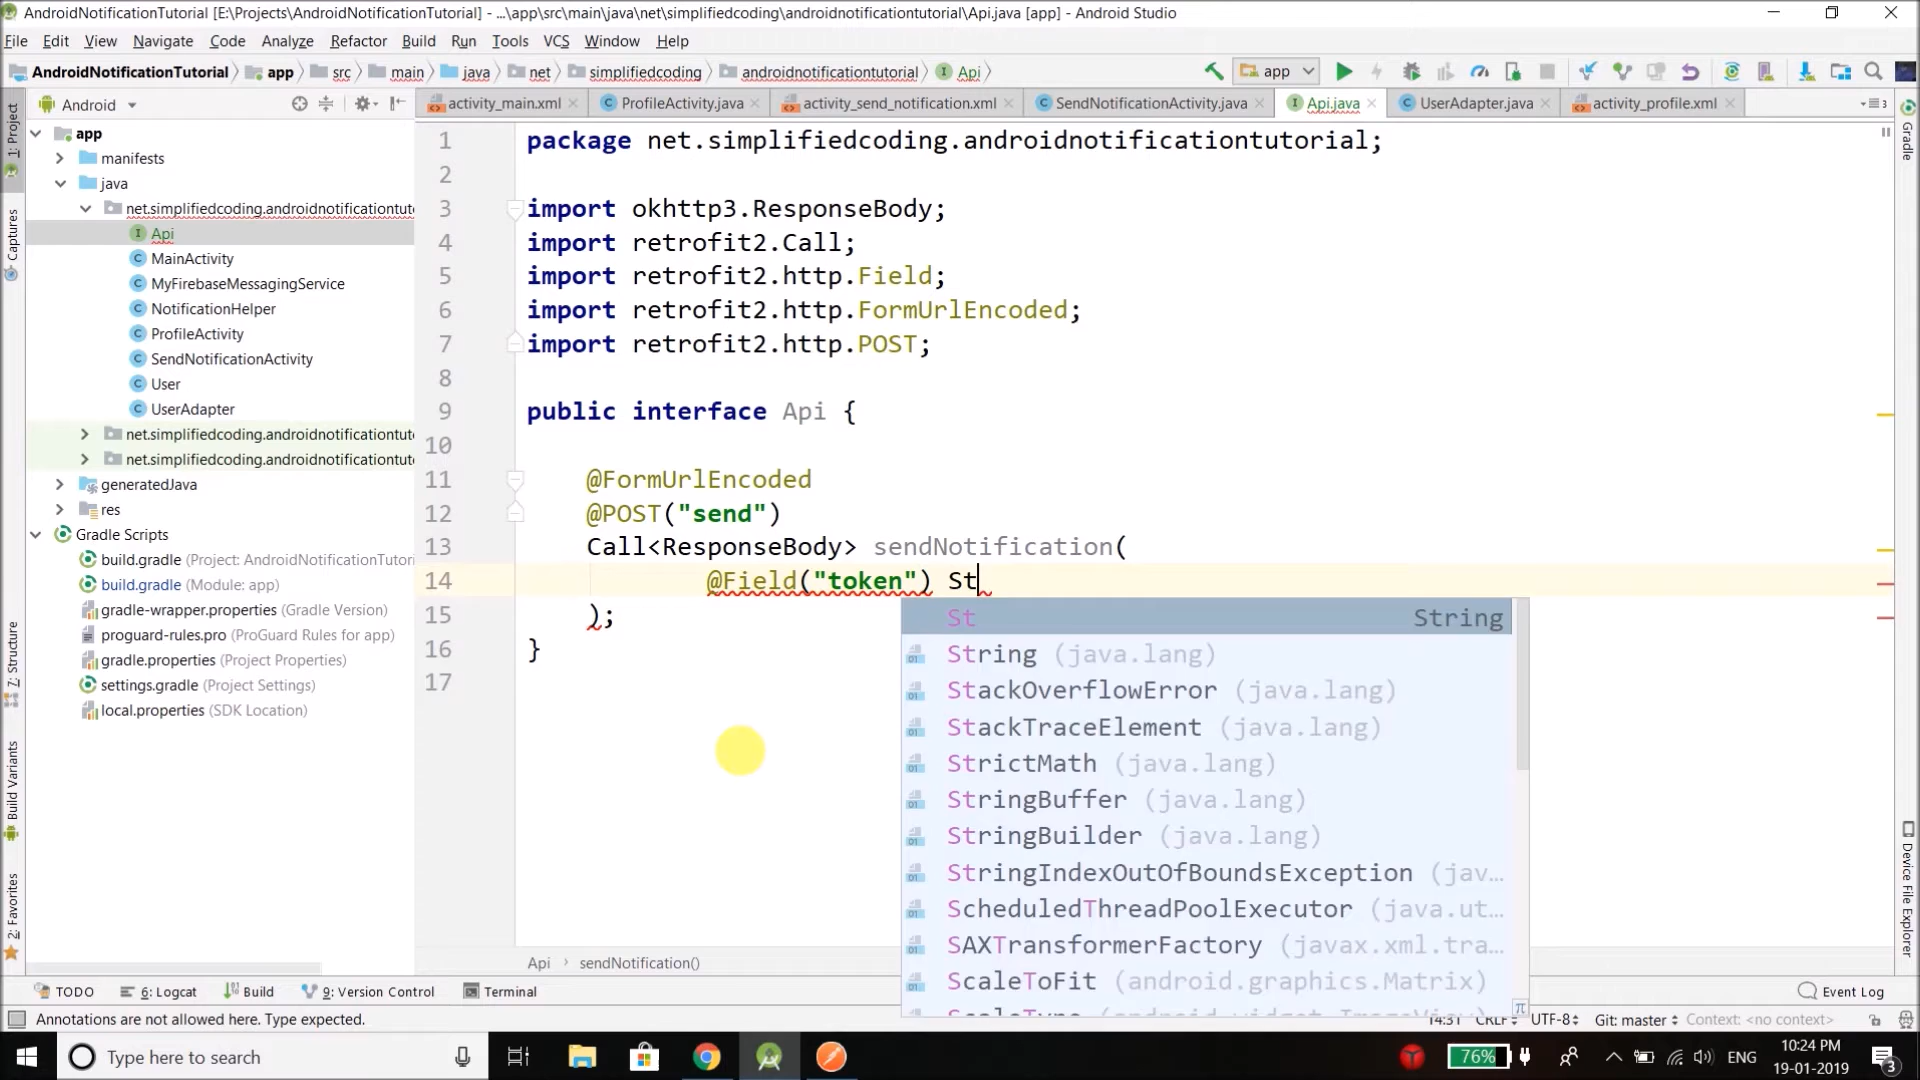 AndroidNotificationTutorial [E:\Projects\AndroidNotificationTutorial] - ...\app\src\main\java\net\simplifiedcoding\androidnotificationtutorial\Api.java [app] - Android Studio
File Edit View Navigate Code Analyze Refactor Build Run Tools VCS Window Help
AndroidNotificationTutorial app src main java net simplifiedcoding androidnotificationtutorial Api app
Android activity_main.xml ProfileActivity.java activity_send_notification.xml SendNotificationActivity.java Api.java UserAdapter.java activity_profile.xml
1: Project
Captures
7: Structure
Build Variants
2: Favorites
app
manifests
java
net.simplifiedcoding.androidnotificationtut
Api
MainActivity
MyFirebaseMessagingService
NotificationHelper
ProfileActivity
SendNotificationActivity
User
UserAdapter
net.simplifiedcoding.androidnotificationtut
net.simplifiedcoding.androidnotificationtut
generatedJava
res
Gradle Scripts
build.gradle (Project: AndroidNotificationTutori
build.gradle (Module: app)
gradle-wrapper.properties (Gradle Version)
proguard-rules.pro (ProGuard Rules for app)
gradle.properties (Project Properties)
settings.gradle (Project Settings)
local.properties (SDK Location)
1 package net.simplifiedcoding.androidnotificationtutorial;
2
3 import okhttp3.ResponseBody;
4 import retrofit2.Call;
5 import retrofit2.http.Field;
6 import retrofit2.http.FormUrlEncoded;
7 import retrofit2.http.POST;
8
9 public interface Api {
10
11 @FormUrlEncoded
12 @POST("send")
13 Call<ResponseBody> sendNotification(
14 @Field("token") St
15 );
16 }
17
St String
String (java.lang)
StackOverflowError (java.lang)
StackTraceElement (java.lang)
StrictMath (java.lang)
StringBuffer (java.lang)
StringBuilder (java.lang)
StringIndexOutOfBoundsException (jav...
ScheduledThreadPoolExecutor (java.ut...
SAXTransformerFactory (javax.xml.tra...
ScaleToFit (android.graphics.Matrix)
Gradle
Device File Explorer
Api › sendNotification()
TODO 6: Logcat Build 9: Version Control Terminal Event Log
Annotations are not allowed here. Type expected. 14:31 CRLF UTF-8 Git: master Context: <no context>
Type here to search 76% ENG 10:24 PM
19-01-2019 3